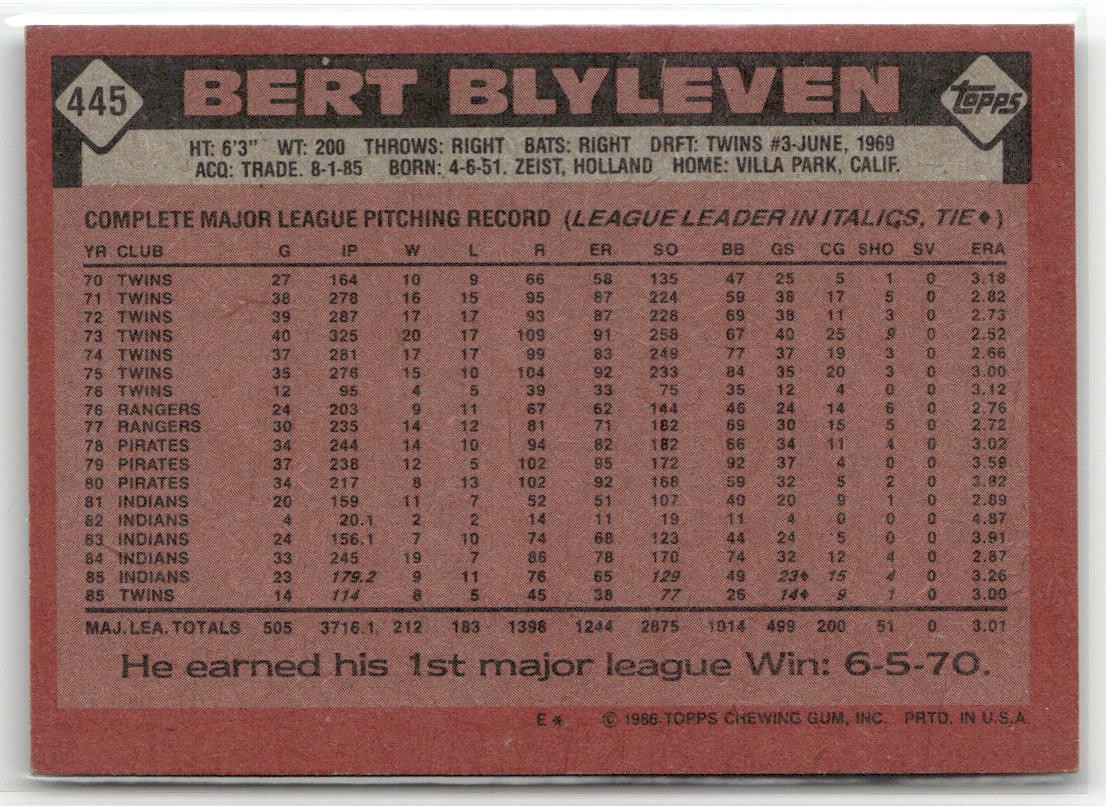 445 BERT BLYLEVEN Topps
HT: 6'3" WT: 200 THROWS: RIGHT BATS: RIGHT DRFT: TWINS #3-JUNE, 1969
ACQ: TRADE. 8-1-85 BORN: 4-6-51, ZEIST, HOLLAND HOME: VILLA PARK, CALIF.
COMPLETE MAJOR LEAGUE PITCHING RECORD (LEAGUE LEADER IN ITALICS, TIE♦)
YR CLUB G IP W L R ER SO BB GS CG SHO SV ERA
70 TWINS 27 164 10 9 66 58 135 47 25 5 1 0 3.18
71 TWINS 38 278 16 15 95 87 224 59 38 17 5 0 2.82
72 TWINS 39 287 17 17 93 87 228 69 38 11 3 0 2.73
73 TWINS 40 325 20 17 109 91 258 67 40 25 9 0 2.52
74 TWINS 37 281 17 17 99 83 249 77 37 19 3 0 2.66
75 TWINS 35 276 15 10 104 92 233 84 35 20 3 0 3.00
76 TWINS 12 95 4 5 39 33 75 35 12 4 0 0 3.12
76 RANGERS 24 203 9 11 67 62 144 46 24 14 6 0 2.76
77 RANGERS 30 235 14 12 81 71 182 69 30 15 5 0 2.72
78 PIRATES 34 244 14 10 94 82 182 66 34 11 4 0 3.02
79 PIRATES 37 238 12 5 102 95 172 92 37 4 0 0 3.59
80 PIRATES 34 217 8 13 102 92 168 59 32 5 2 0 3.82
81 INDIANS 20 159 11 7 52 51 107 40 20 9 1 0 2.89
82 INDIANS 4 20.1 2 2 14 11 19 11 4 0 0 0 4.87
83 INDIANS 24 156.1 7 10 74 68 123 44 24 5 0 0 3.91
84 INDIANS 33 245 19 7 86 78 170 74 32 12 4 0 2.87
85 INDIANS 23 179.2 9 11 76 65 129 49 23♦ 15 4 0 3.26
85 TWINS 14 114 8 5 45 38 77 26 14♦ 9 1 0 3.00
MAJ. LEA. TOTALS 505 3716.1 212 183 1398 1244 2875 1014 499 200 51 0 3.01
He earned his 1st major league Win: 6-5-70.
E * © 1986 TOPPS CHEWING GUM, INC. PRTD. IN U.S.A.